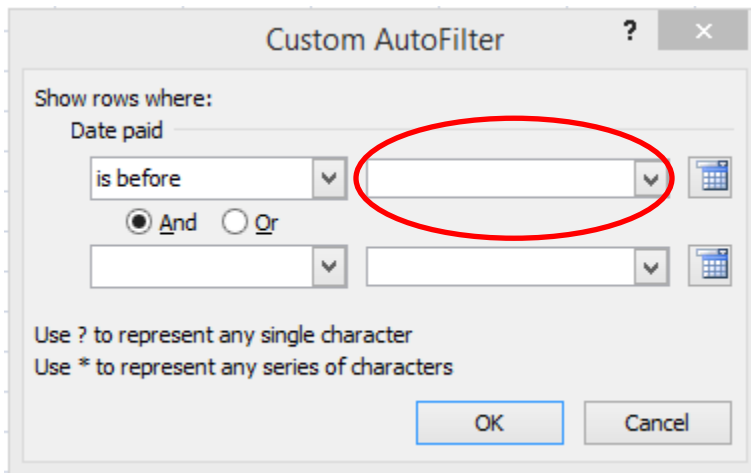 Custom AutoFilter ?
Show rows where:
Date paid
is before
And Or
Use ? to represent any single character
Use * to represent any series of characters
OK Cancel